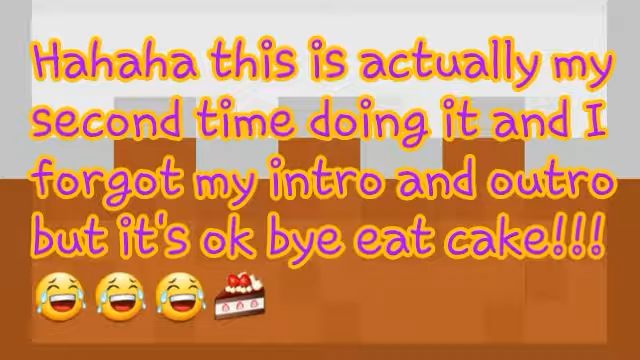 Hahaha this is actually my
second time doing it and I
forgot my intro and outro
but it's ok bye eat cake!!!
😂😂😂🍰